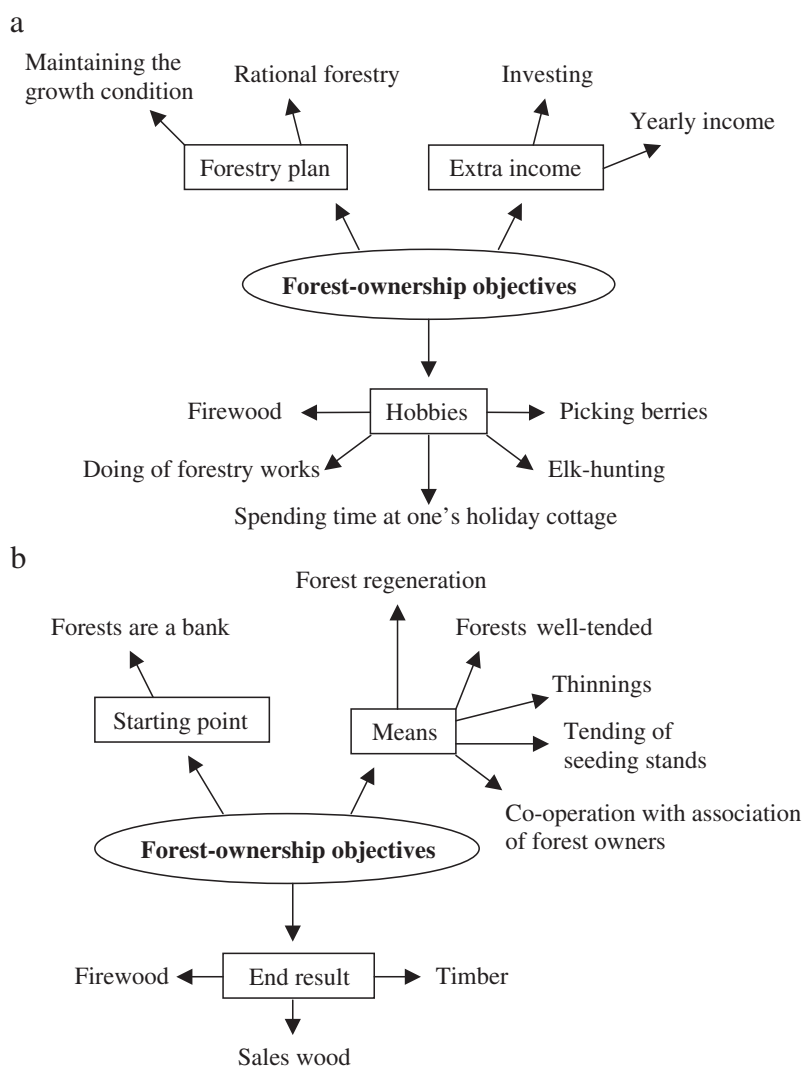 a
Maintaining the
growth condition
Rational forestry
Investing
Yearly income
Forestry plan
Extra income
Forest-ownership objectives
Firewood
Hobbies
Picking berries
Doing of forestry works
Elk-hunting
Spending time at one's holiday cottage
b
Forest regeneration
Forests are a bank
Forests well-tended
Thinnings
Starting point
Means
Tending of
seeding stands
Co-operation with association
of forest owners
Forest-ownership objectives
Firewood
End result
Timber
Sales wood